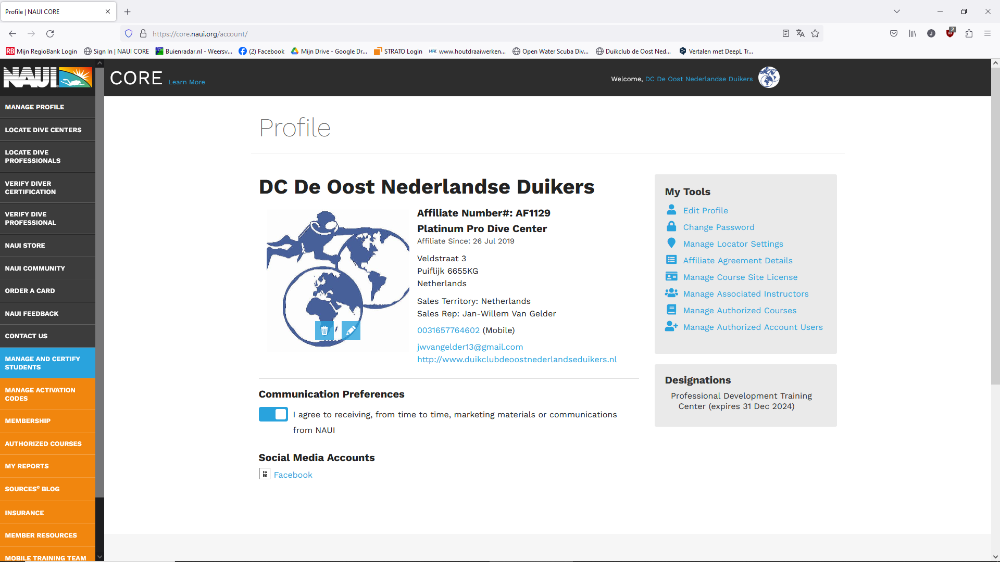 Profile | NAUI CORE
https://core.naui.org/account/
2
J
RB Mijn RegioBank Login
Sign In | NAUI CORE
Buienradar.nl - Weersv...
(2) Facebook
Mijn Drive - Google Dr...
STRATO Login
HFK www.houtdraaiwerken...
Open Water Scuba Div...
Duikclub de Oost Ned...
Vertalen met DeepL Tr...
NAUI
CORE Learn More
Welcome, DC De Oost Nederlandse Duikers
MANAGE PROFILE
LOCATE DIVE CENTERS
LOCATE DIVE
PROFESSIONALS
VERIFY DIVER
CERTIFICATION
VERIFY DIVE
PROFESSIONAL
NAUI STORE
NAUI COMMUNITY
ORDER A CARD
NAUI FEEDBACK
CONTACT US
MANAGE AND CERTIFY
STUDENTS
MANAGE ACTIVATION
CODES
MEMBERSHIP
AUTHORIZED COURSES
MY REPORTS
SOURCES© BLOG
INSURANCE
MEMBER RESOURCES
MOBILE TRAINING TEAM
Profile
DC De Oost Nederlandse Duikers
Affiliate Number#: AF1129
Platinum Pro Dive Center
Affiliate Since: 26 Jul 2019
Veldstraat 3
Puiflijk 6655KG
Netherlands
Sales Territory: Netherlands
Sales Rep: Jan-Willem Van Gelder
0031657764602 (Mobile)
jwvangelder13@gmail.com
http://www.duikclubdeoostnederlandseduikers.nl
Communication Preferences
I agree to receiving, from time to time, marketing materials or communications
from NAUI
Social Media Accounts
Facebook
My Tools
Edit Profile
Change Password
Manage Locator Settings
Affiliate Agreement Details
Manage Course Site License
Manage Associated Instructors
Manage Authorized Courses
Manage Authorized Account Users
Designations
Professional Development Training
Center (expires 31 Dec 2024)